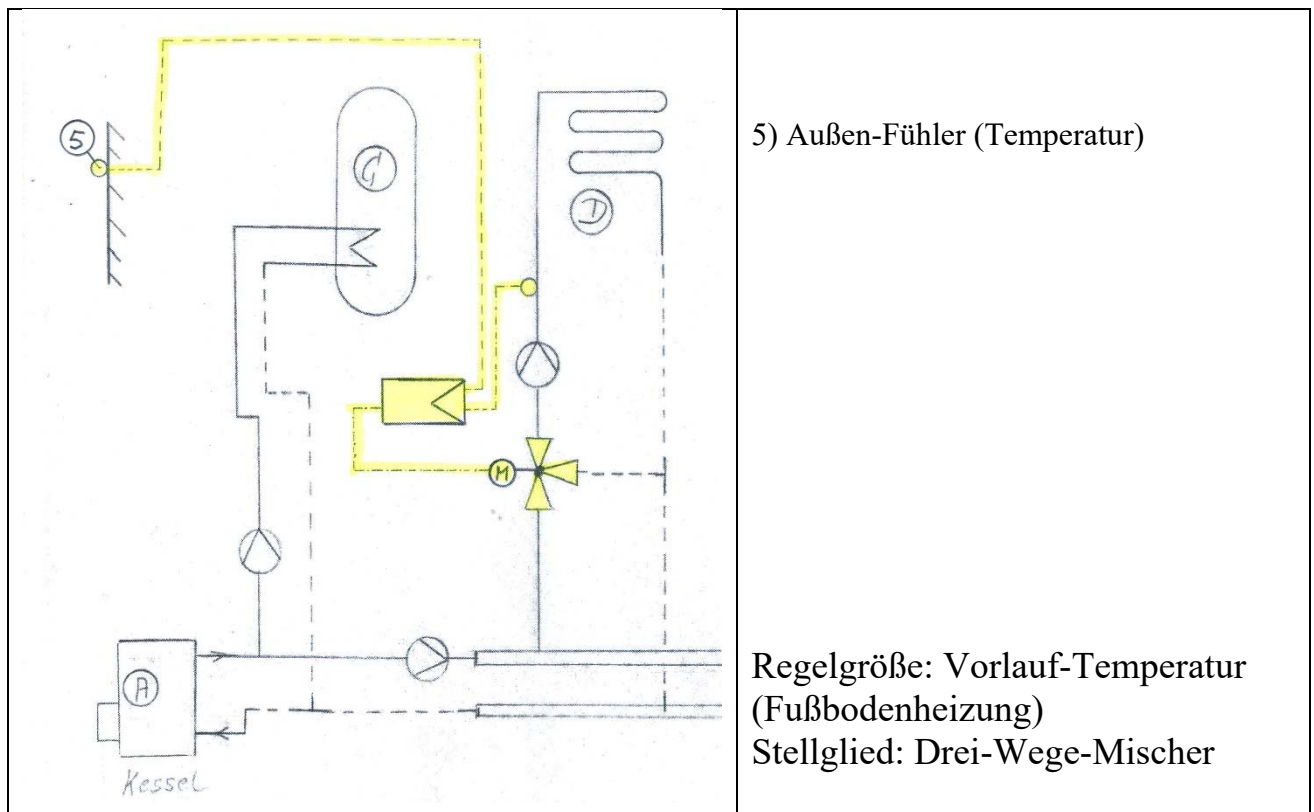 5
G
D
M
A
Kessel
5) Außen-Fühler (Temperatur)
Regelgröße: Vorlauf-Temperatur
(Fußbodenheizung)
Stellglied: Drei-Wege-Mischer